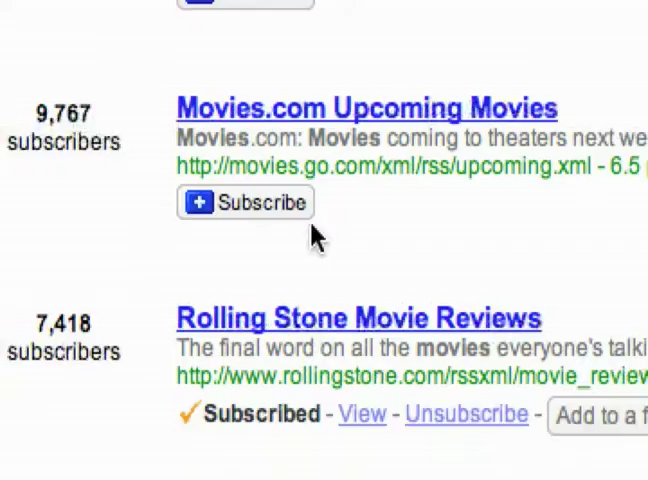 9,767
subscribers
Movies.com Upcoming Movies
Movies.com: Movies coming to theaters next we
http://movies.go.com/xml/rss/upcoming.xml - 6.5
Subscribe
7,418
subscribers
Rolling Stone Movie Reviews
The final word on all the movies everyone's talki
http://www.rollingstone.com/rssxml/movie_review
Subscribed - View - Unsubscribe - Add to a f